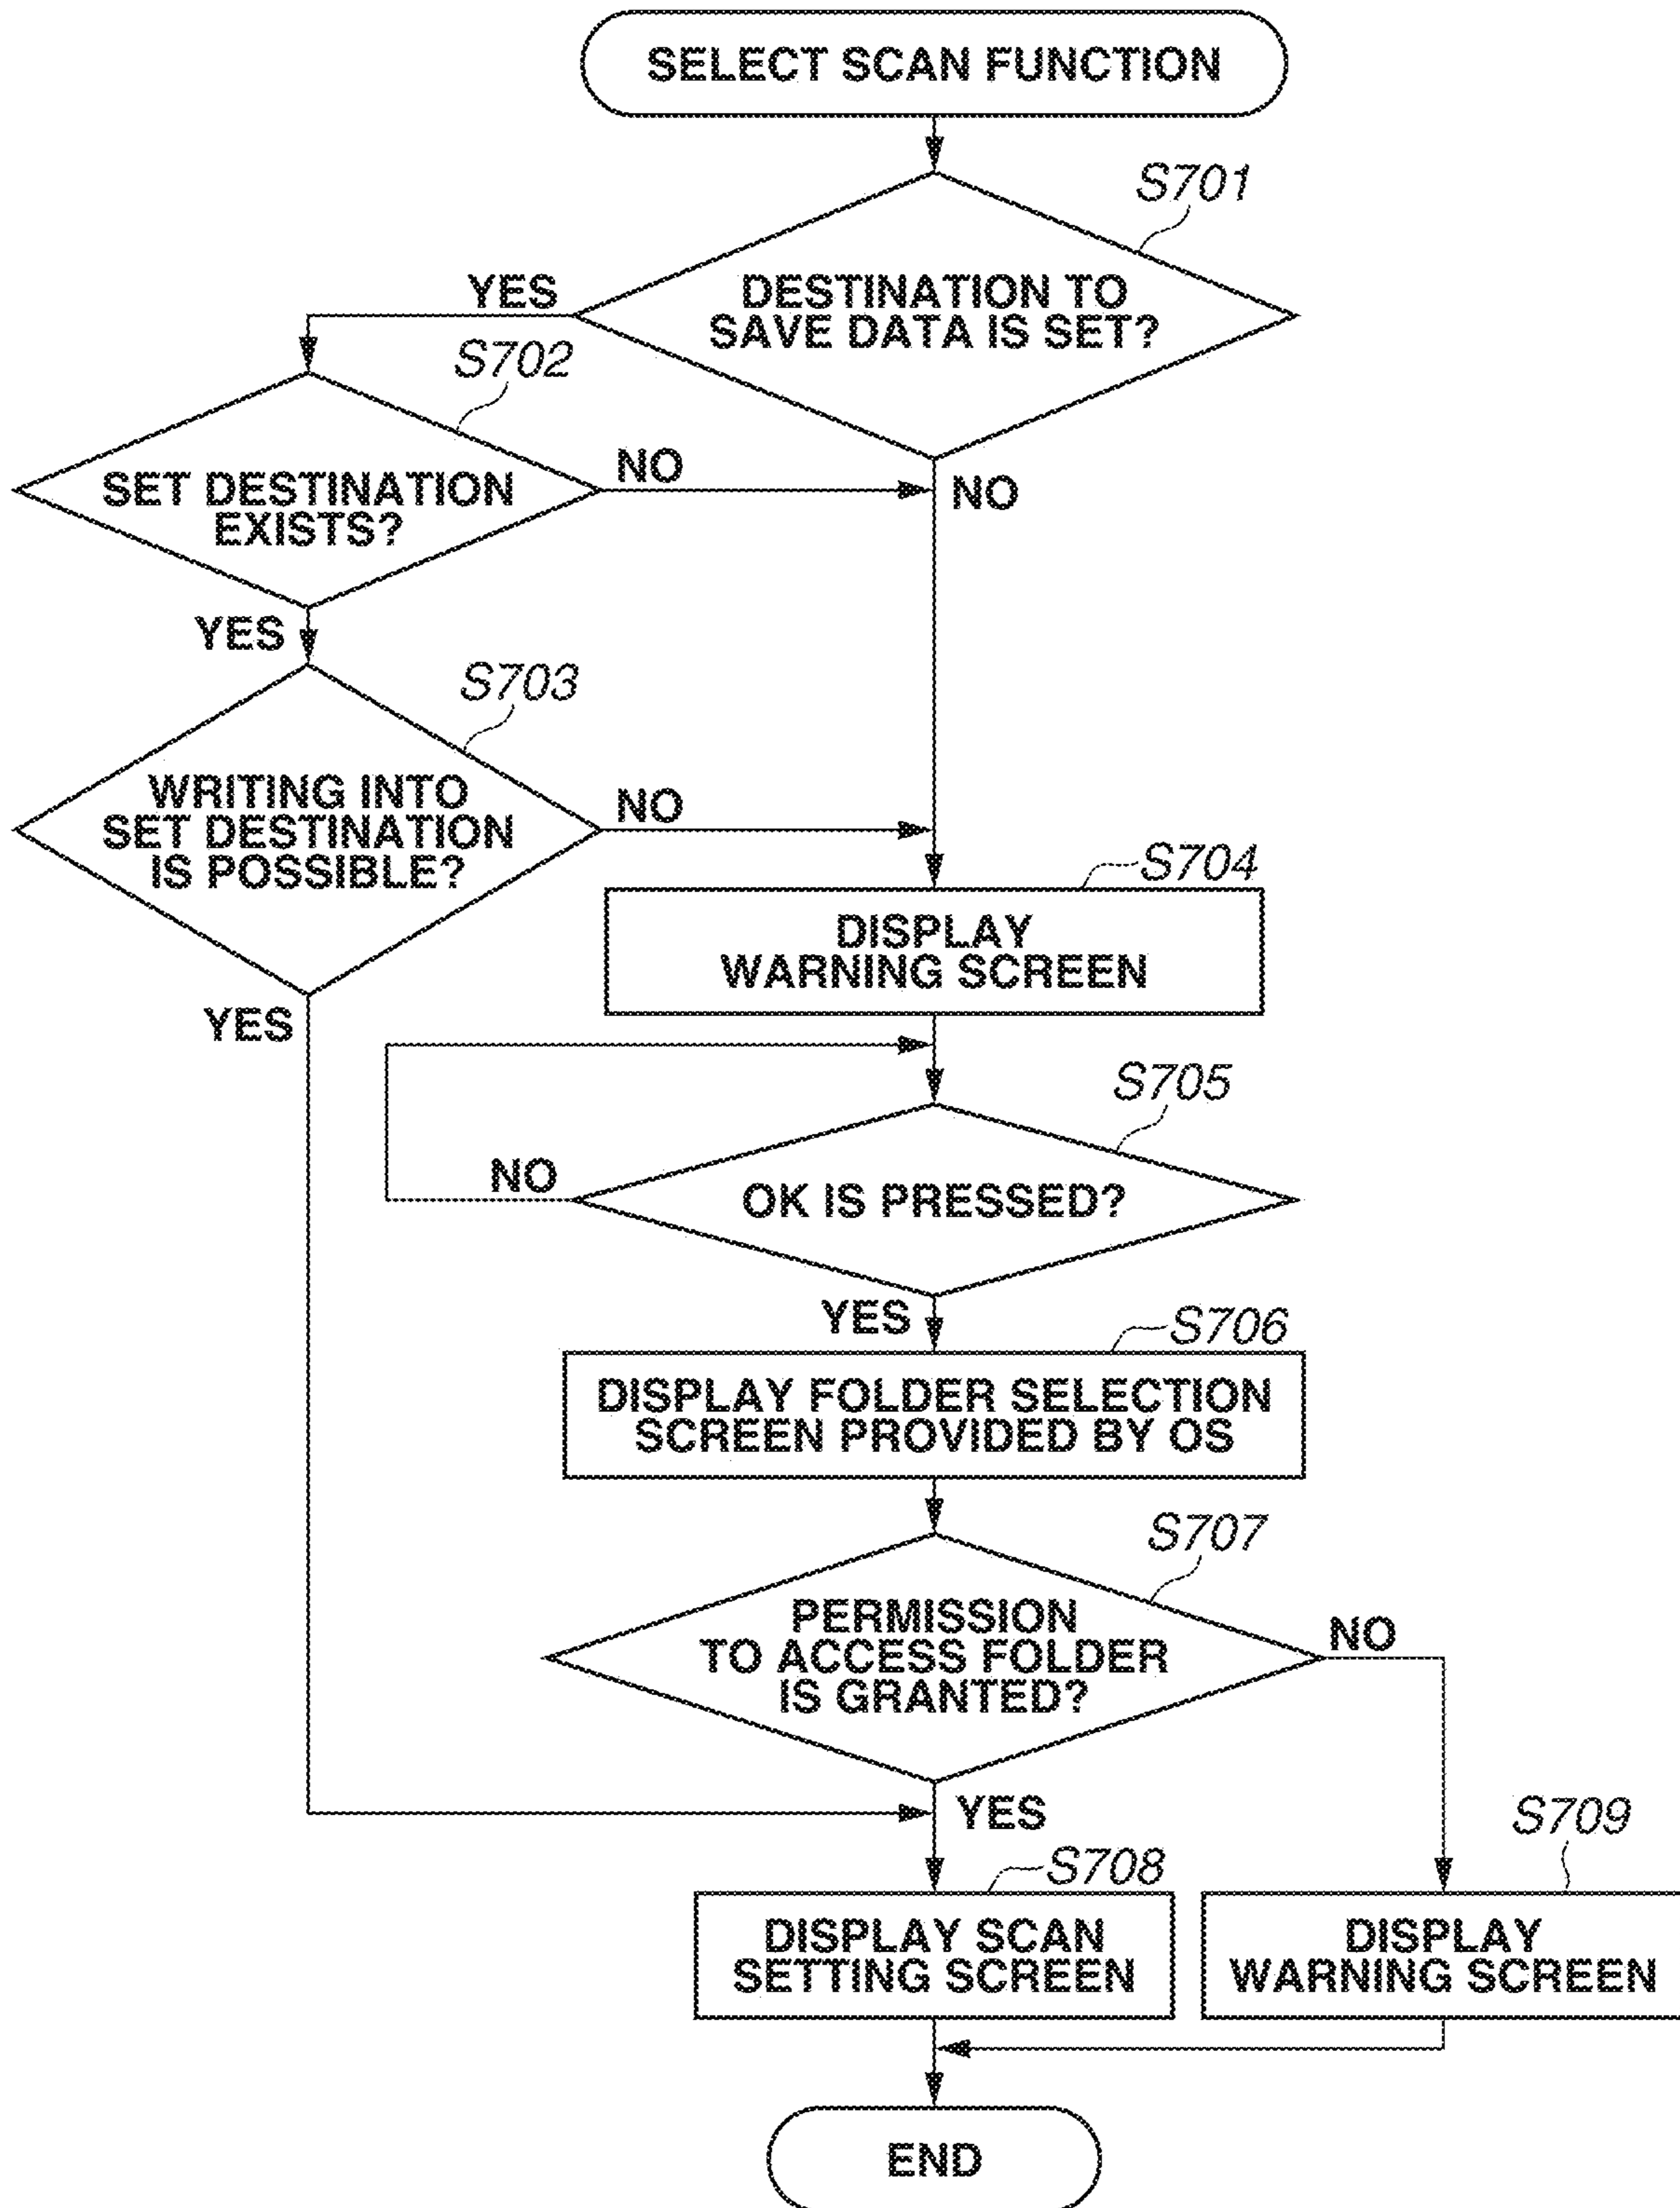 SELECT SCAN FUNCTION
S701
YES
DESTINATION TO
SAVE DATA IS SET?
S702
NO
NO
SET DESTINATION
EXISTS?
YES
S703
WRITING INTO
SET DESTINATION
IS POSSIBLE?
NO
S704
DISPLAY
WARNING SCREEN
YES
S705
NO
OK IS PRESSED?
YES
S706
DISPLAY FOLDER SELECTION
SCREEN PROVIDED BY OS
S707
PERMISSION
TO ACCESS FOLDER
IS GRANTED?
NO
YES
S709
S708
DISPLAY SCAN
SETTING SCREEN
DISPLAY
WARNING SCREEN
END